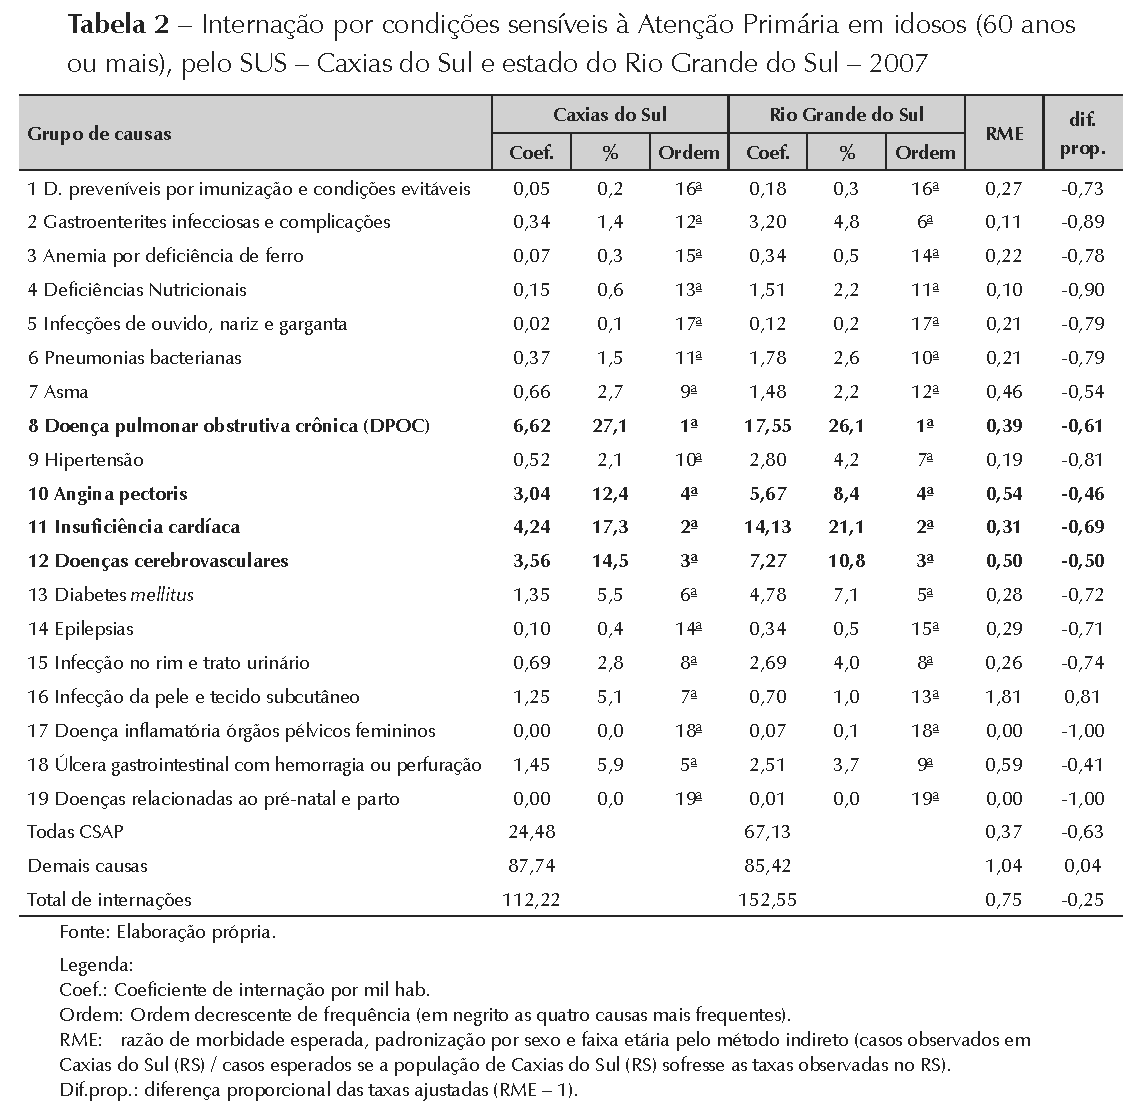 Tabela 2 – Internação por condições sensíveis à Atenção Primária em idosos (60 anos
ou mais), pelo SUS – Caxias do Sul e estado do Rio Grande do Sul – 2007
Grupo de causas Caxias do Sul Rio Grande do Sul RME dif. prop.
Coef. % Ordem Coef. % Ordem
1 D. preveníveis por imunização e condições evitáveis 0,05 0,2 16ª 0,18 0,3 16ª 0,27 -0,73
2 Gastroenterites infecciosas e complicações 0,34 1,4 12ª 3,20 4,8 6ª 0,11 -0,89
3 Anemia por deficiência de ferro 0,07 0,3 15ª 0,34 0,5 14ª 0,22 -0,78
4 Deficiências Nutricionais 0,15 0,6 13ª 1,51 2,2 11ª 0,10 -0,90
5 Infecções de ouvido, nariz e garganta 0,02 0,1 17ª 0,12 0,2 17ª 0,21 -0,79
6 Pneumonias bacterianas 0,37 1,5 11ª 1,78 2,6 10ª 0,21 -0,79
7 Asma 0,66 2,7 9ª 1,48 2,2 12ª 0,46 -0,54
8 Doença pulmonar obstrutiva crônica (DPOC) 6,62 27,1 1ª 17,55 26,1 1ª 0,39 -0,61
9 Hipertensão 0,52 2,1 10ª 2,80 4,2 7ª 0,19 -0,81
10 Angina pectoris 3,04 12,4 4ª 5,67 8,4 4ª 0,54 -0,46
11 Insuficiência cardíaca 4,24 17,3 2ª 14,13 21,1 2ª 0,31 -0,69
12 Doenças cerebrovasculares 3,56 14,5 3ª 7,27 10,8 3ª 0,50 -0,50
13 Diabetes mellitus 1,35 5,5 6ª 4,78 7,1 5ª 0,28 -0,72
14 Epilepsias 0,10 0,4 14ª 0,34 0,5 15ª 0,29 -0,71
15 Infecção no rim e trato urinário 0,69 2,8 8ª 2,69 4,0 8ª 0,26 -0,74
16 Infecção da pele e tecido subcutâneo 1,25 5,1 7ª 0,70 1,0 13ª 1,81 0,81
17 Doença inflamatória órgãos pélvicos femininos 0,00 0,0 18ª 0,07 0,1 18ª 0,00 -1,00
18 Úlcera gastrointestinal com hemorragia ou perfuração 1,45 5,9 5ª 2,51 3,7 9ª 0,59 -0,41
19 Doenças relacionadas ao pré-natal e parto 0,00 0,0 19ª 0,01 0,0 19ª 0,00 -1,00
Todas CSAP 24,48 67,13 0,37 -0,63
Demais causas 87,74 85,42 1,04 0,04
Total de internações 112,22 152,55 0,75 -0,25
Fonte: Elaboração própria.
Legenda:
Coef.: Coeficiente de internação por mil hab.
Ordem: Ordem decrescente de frequência (em negrito as quatro causas mais frequentes).
RME: razão de morbidade esperada, padronização por sexo e faixa etária pelo método indireto (casos observados em
Caxias do Sul (RS) / casos esperados se a população de Caxias do Sul (RS) sofresse as taxas observadas no RS).
Dif.prop.: diferença proporcional das taxas ajustadas (RME – 1).